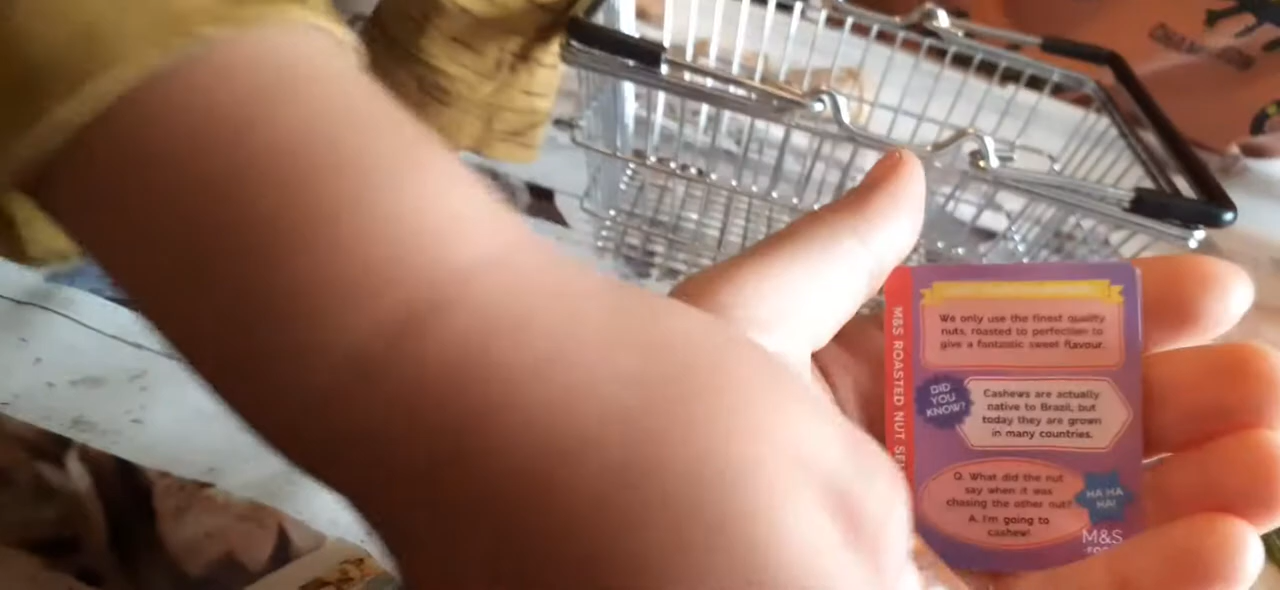 M&S ROASTED NUT
We only use the finest quality
nuts, roasted to perfection to
give a fantastic sweet flavour.
DID
YOU
KNOW?
Cashews are actually
native to Brazil, but
today they are grown
in many countries.
Q. What did the nut
say when it was
chasing the other nut?
A. I'm going to
cashew!
HA HA
HA!
M&S